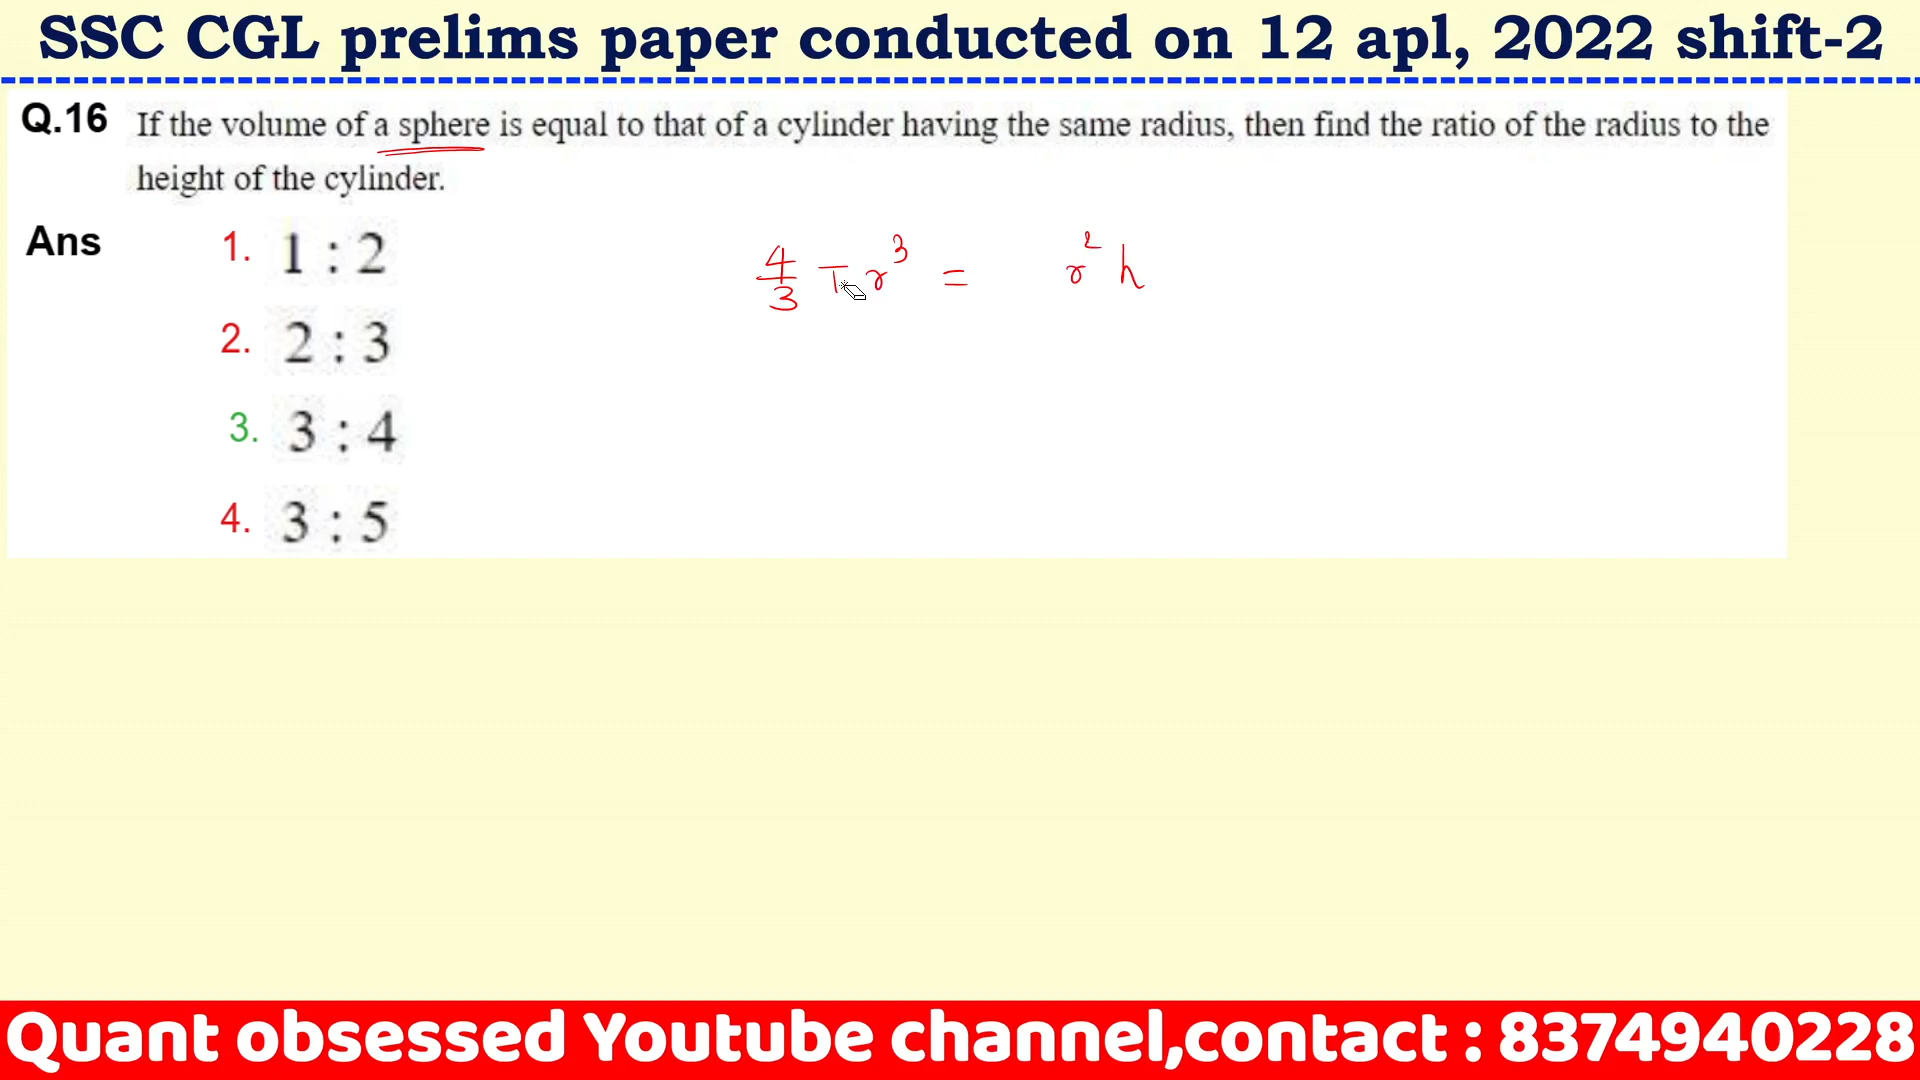 SSC CGL prelims paper conducted on 12 apl, 2022 shift-2
Q.16 If the volume of a sphere is equal to that of a cylinder having the same radius, then find the ratio of the radius to the
height of the cylinder.
Ans
1. 1 : 2
2. 2 : 3
3. 3 : 4
4. 3 : 5
4/3 πr³ = r² h
Quant obsessed Youtube channel,contact : 8374940228